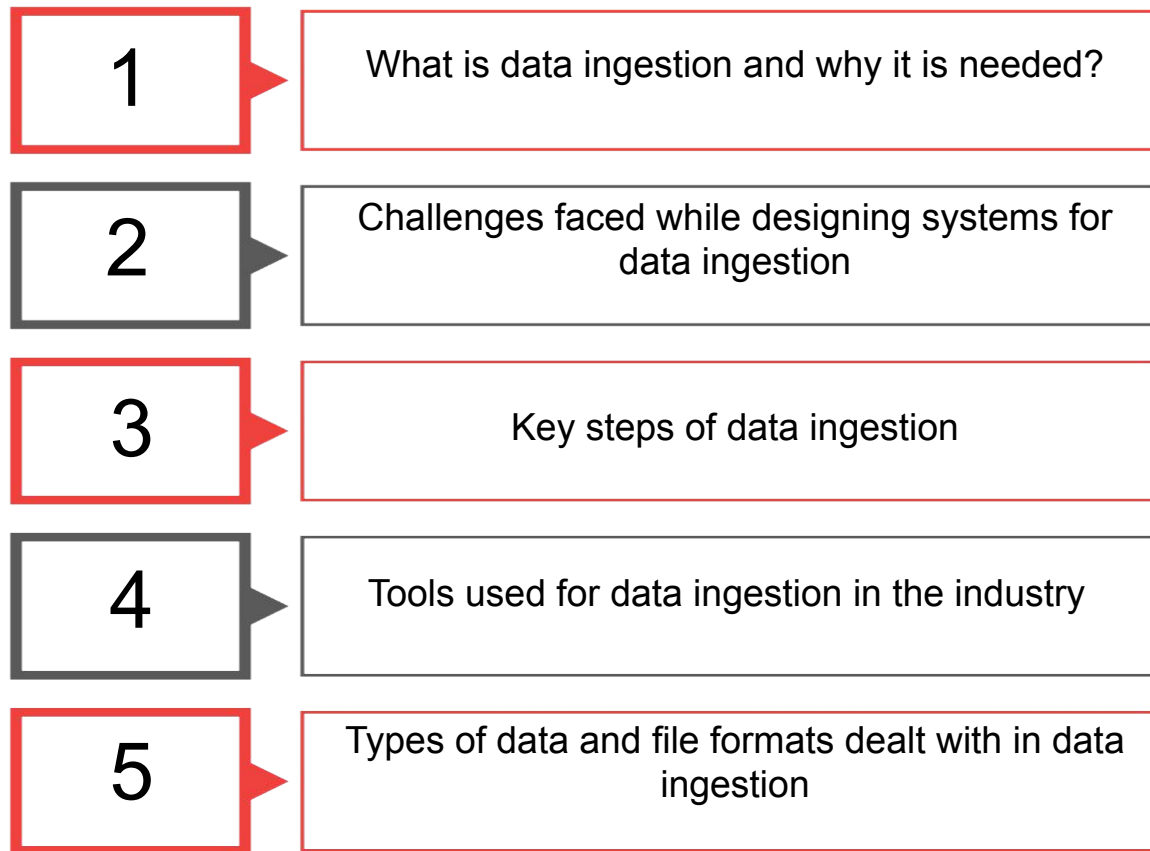 1
What is data ingestion and why it is needed?
2
Challenges faced while designing systems for
data ingestion
3
Key steps of data ingestion
4
Tools used for data ingestion in the industry
5
Types of data and file formats dealt with in data
ingestion